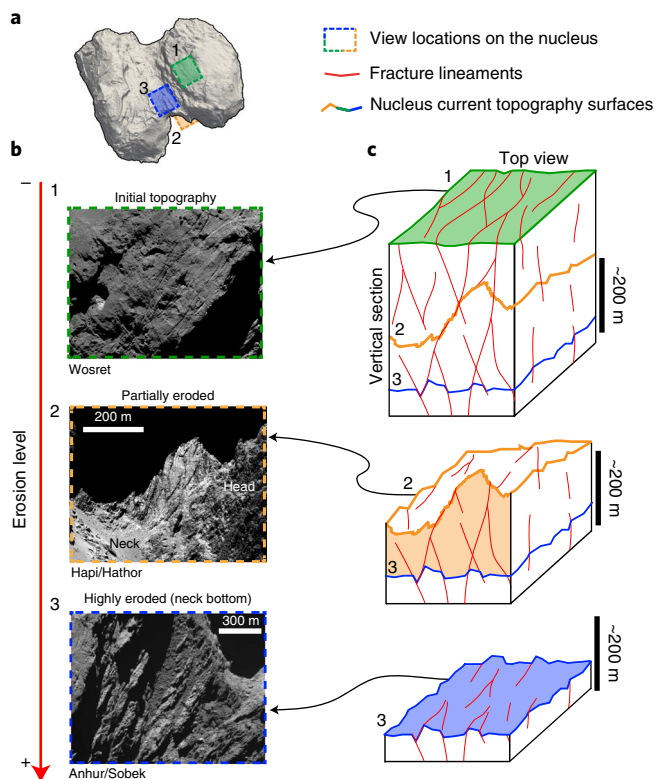 a
1
3
2
View locations on the nucleus
Fracture lineaments
Nucleus current topography surfaces
b
c
–
1
Initial topography
Wosret
Top view
1
Vertical section
2
3
~200 m
2
Partially eroded
200 m
Head
Neck
Hapi/Hathor
Erosion level
2
3
~200 m
3
Highly eroded (neck bottom)
300 m
Anhur/Sobek
+
3
~200 m